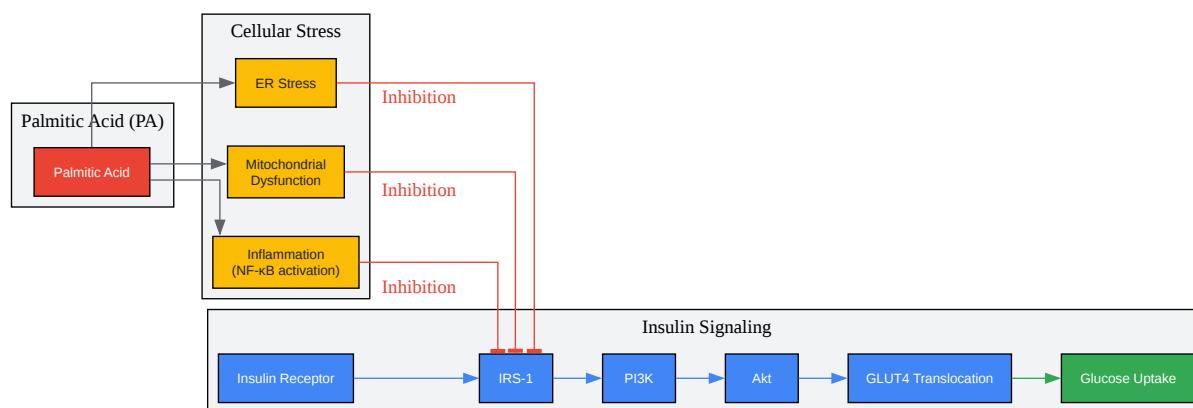 Cellular Stress
ER Stress
Inhibition
Palmitic Acid (PA)
Palmitic Acid
Mitochondrial
Dysfunction
Inhibition
Inflammation
(NF-κB activation)
Inhibition
Insulin Signaling
Insulin Receptor
IRS-1
PI3K
Akt
GLUT4 Translocation
Glucose Uptake